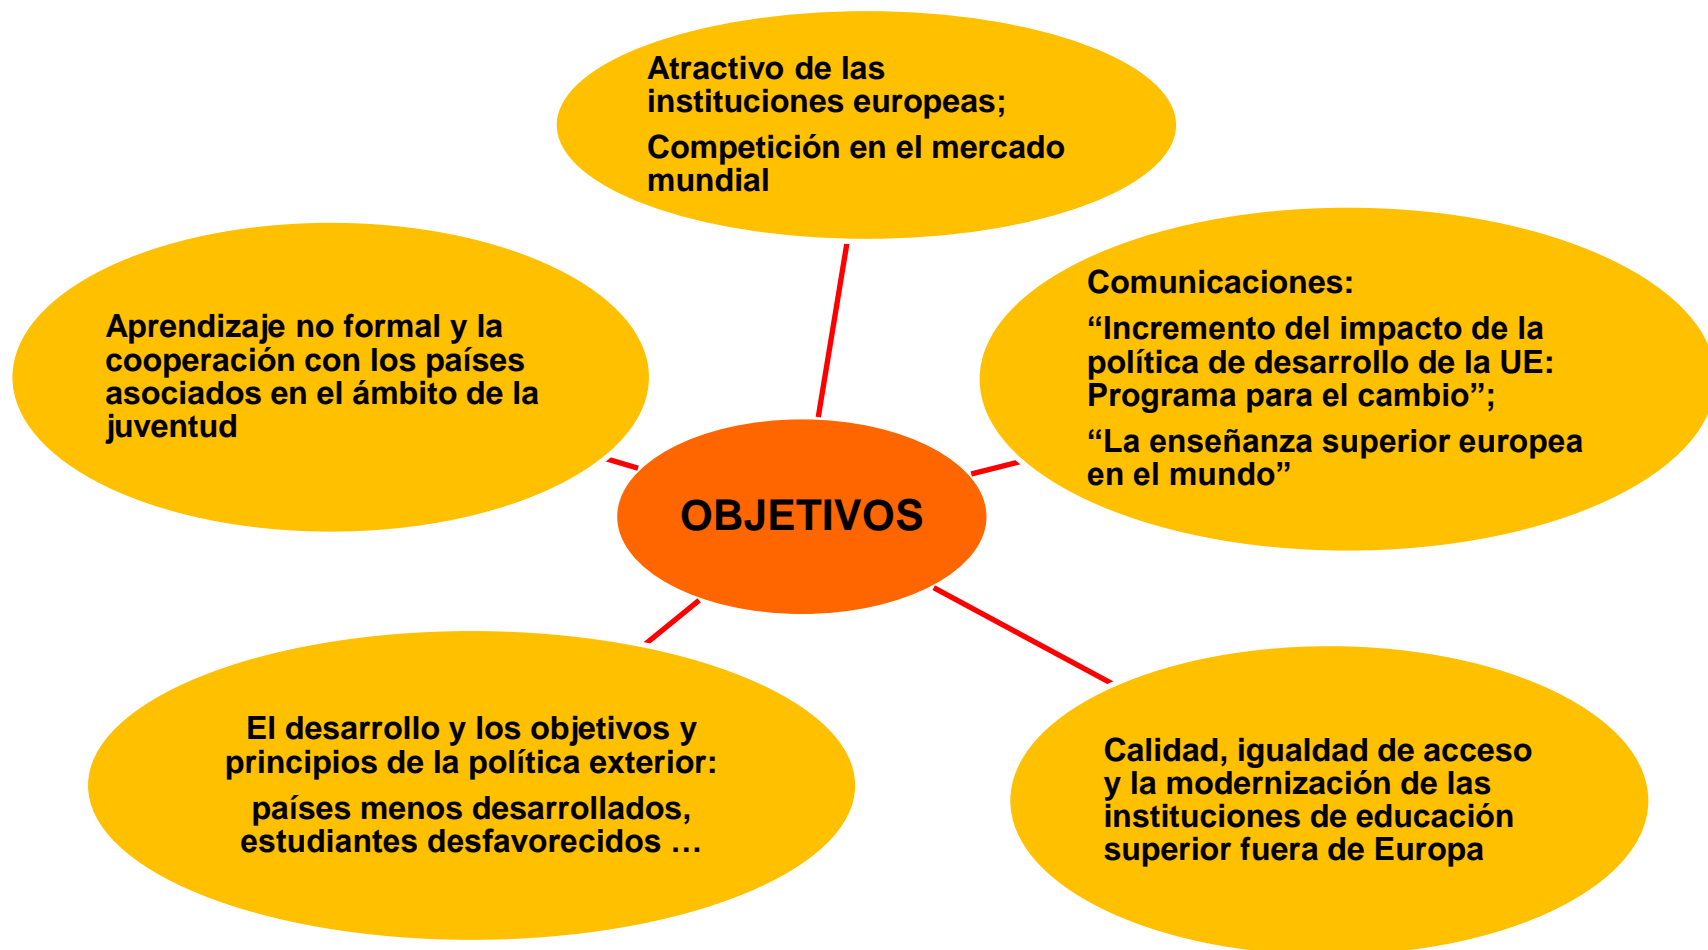 Atractivo de las
instituciones europeas;
Competición en el mercado
mundial
Comunicaciones:
“Incremento del impacto de la
política de desarrollo de la UE:
Programa para el cambio”;
“La enseñanza superior europea
en el mundo”
Aprendizaje no formal y la
cooperación con los países
asociados en el ámbito de la
juventud
OBJETIVOS
El desarrollo y los objetivos y
principios de la política exterior:
países menos desarrollados,
estudiantes desfavorecidos …
Calidad, igualdad de acceso
y la modernización de las
instituciones de educación
superior fuera de Europa